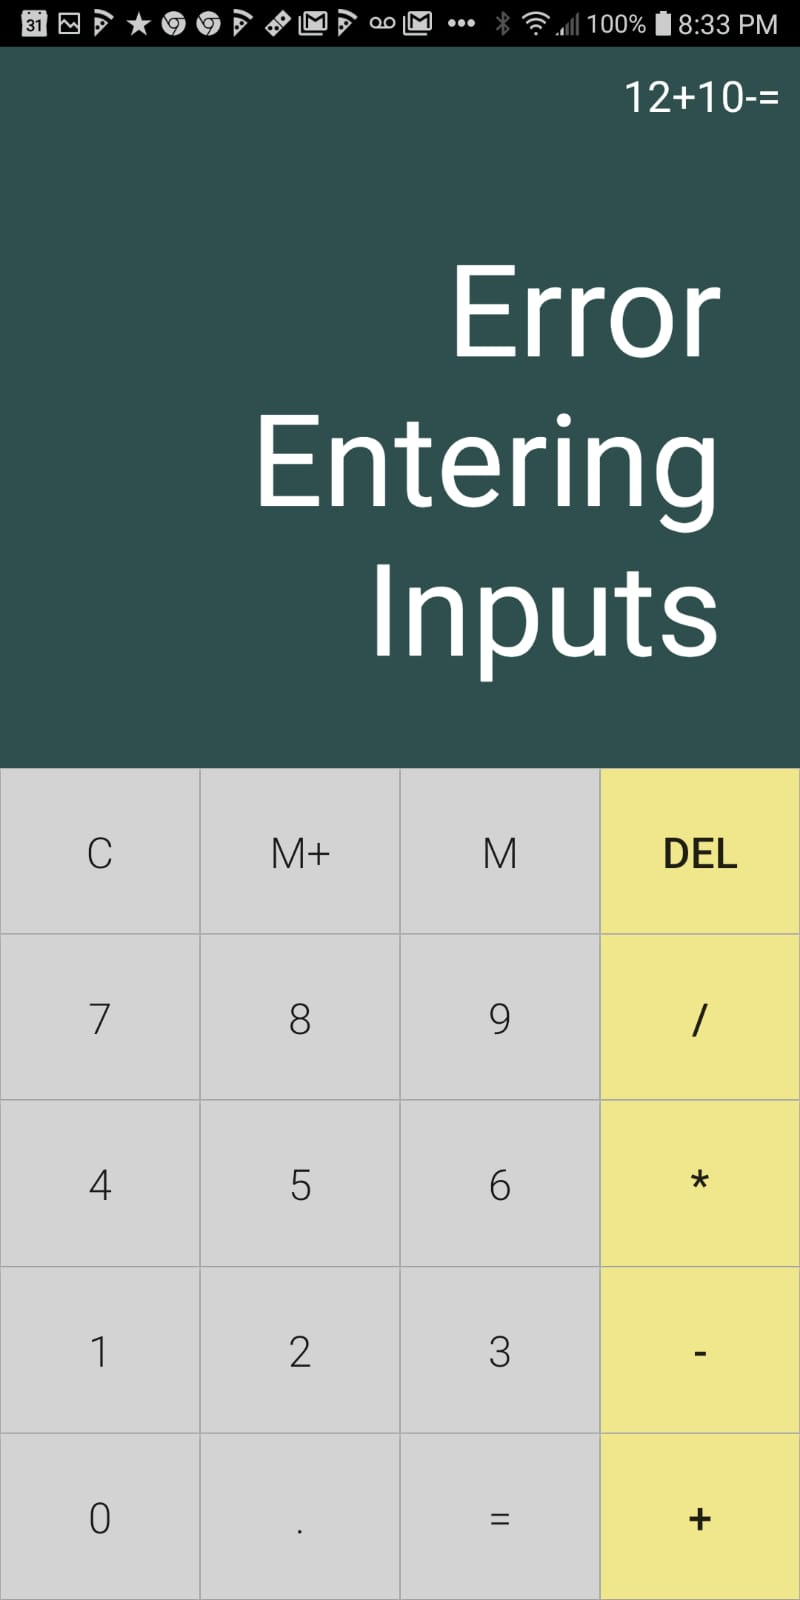 31 100% 8:33 PM
12+10-=
Error
Entering
Inputs
C M+ M DEL
7 8 9 /
4 5 6 *
1 2 3 -
0 . = +